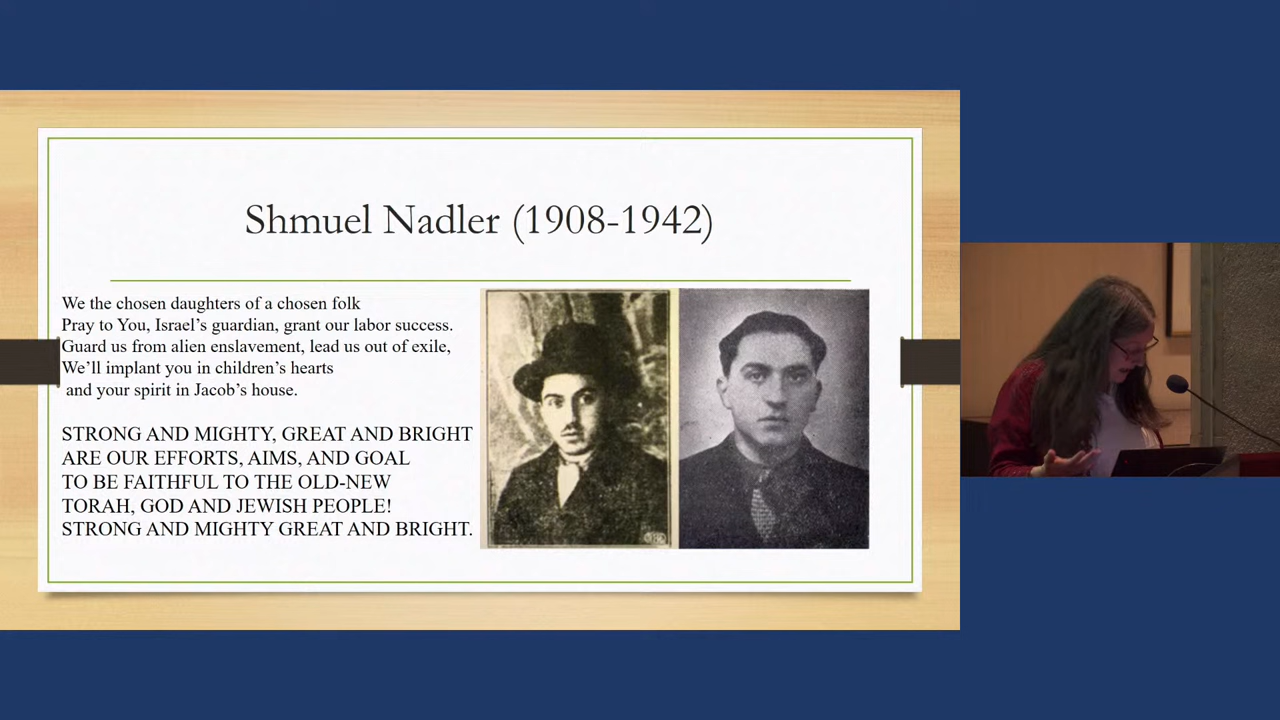 Shmuel Nadler (1908-1942)
We the chosen daughters of a chosen folk
Pray to You, Israel’s guardian, grant our labor success.
Guard us from alien enslavement, lead us out of exile,
We’ll implant you in children’s hearts
and your spirit in Jacob’s house.
STRONG AND MIGHTY, GREAT AND BRIGHT
ARE OUR EFFORTS, AIMS, AND GOAL
TO BE FAITHFUL TO THE OLD-NEW
TORAH, GOD AND JEWISH PEOPLE!
STRONG AND MIGHTY GREAT AND BRIGHT.